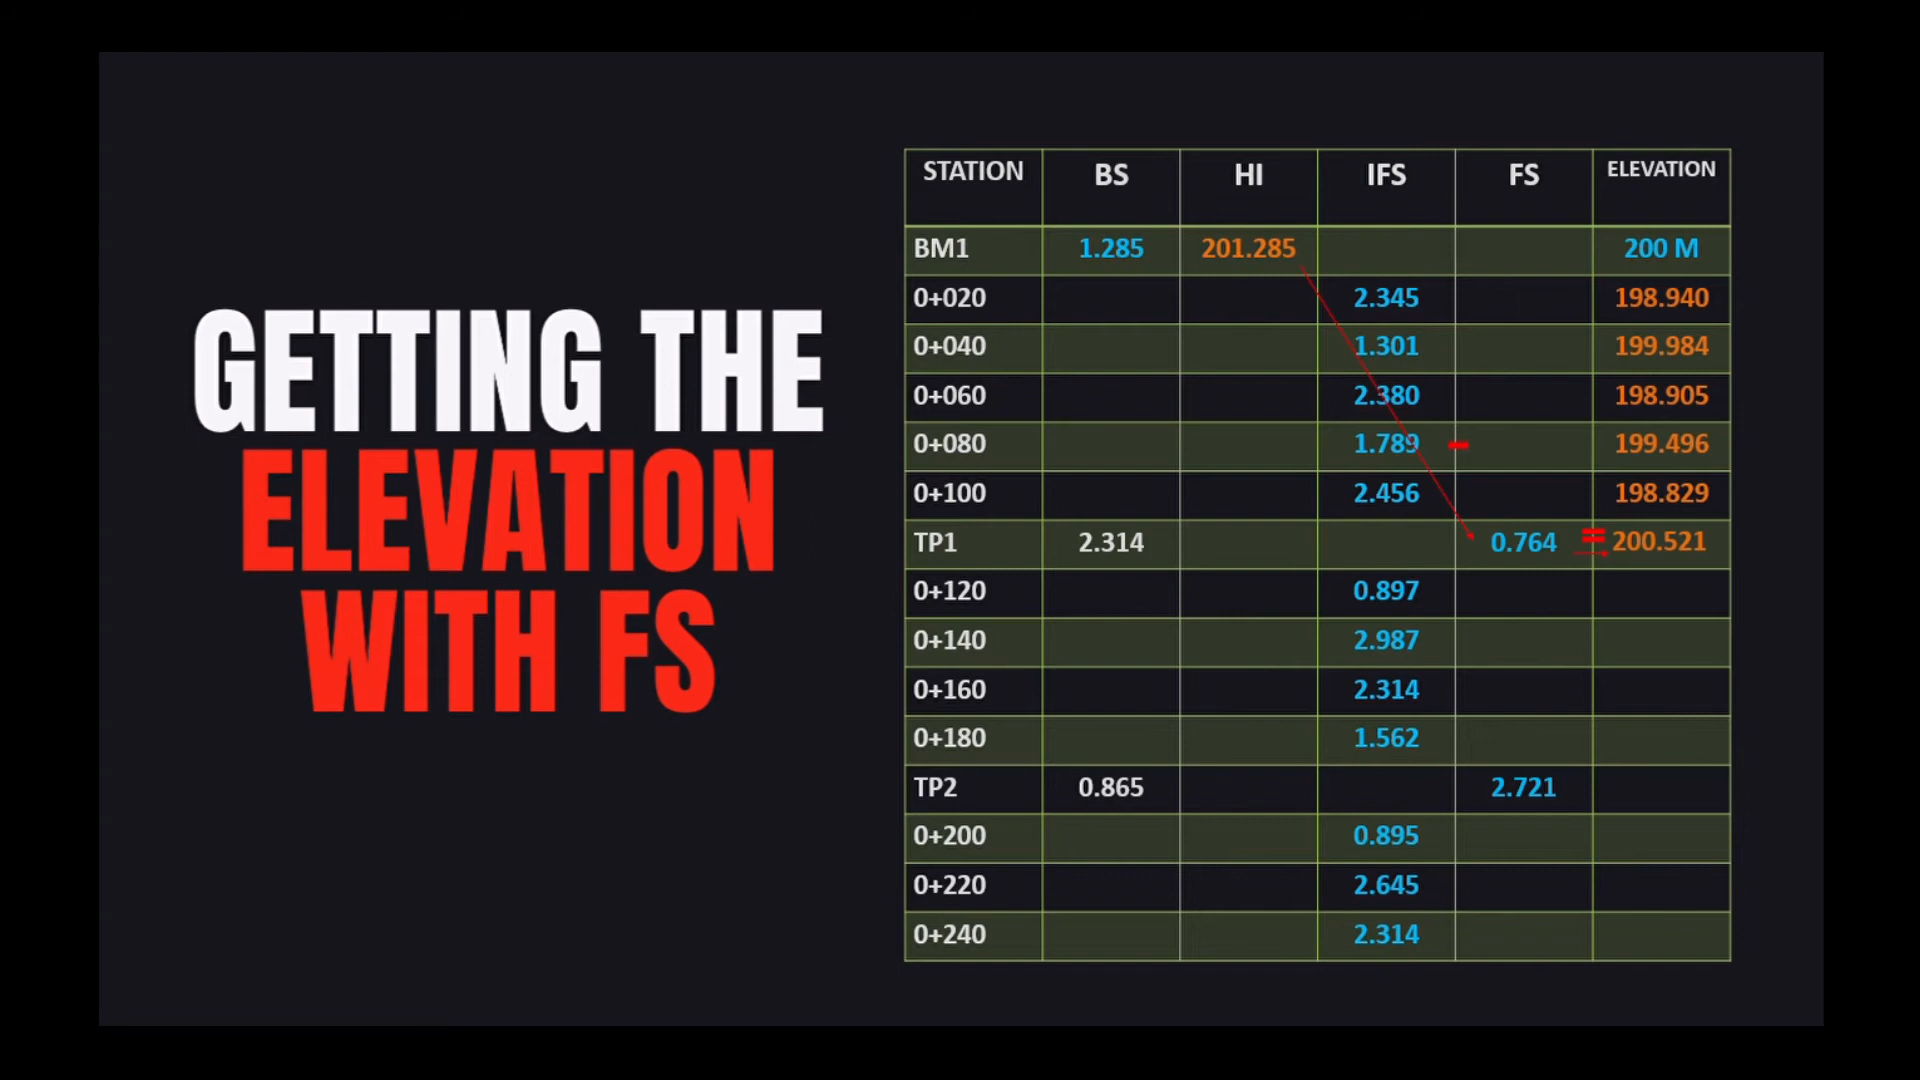 GETTING THE
ELEVATION
WITH FS
STATION BS HI IFS FS ELEVATION
BM1 1.285 201.285 200 M
0+020 2.345 198.940
0+040 1.301 199.984
0+060 2.380 198.905
0+080 1.789 - 199.496
0+100 2.456 198.829
TP1 2.314 0.764 = 200.521
0+120 0.897
0+140 2.987
0+160 2.314
0+180 1.562
TP2 0.865 2.721
0+200 0.895
0+220 2.645
0+240 2.314